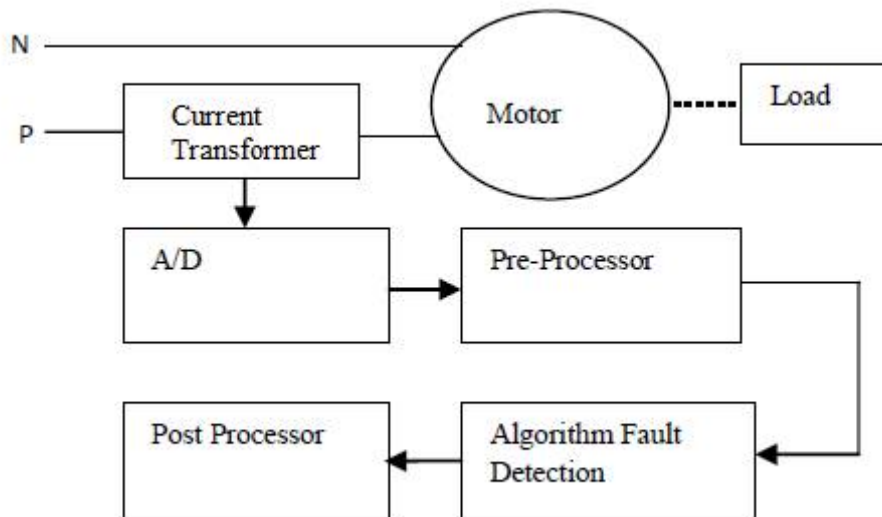 N
P
Current
Transformer
Motor
Load
A/D
Pre-Processor
Post Processor
Algorithm Fault
Detection